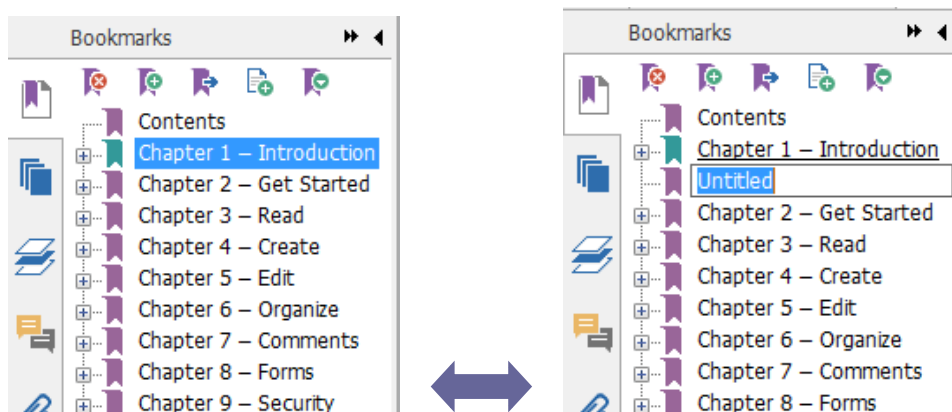 Bookmarks
Contents
Chapter 1 – Introduction
Chapter 2 – Get Started
Chapter 3 – Read
Chapter 4 – Create
Chapter 5 – Edit
Chapter 6 – Organize
Chapter 7 – Comments
Chapter 8 – Forms
Chapter 9 – Security
Bookmarks
Contents
Chapter 1 – Introduction
Untitled
Chapter 2 – Get Started
Chapter 3 – Read
Chapter 4 – Create
Chapter 5 – Edit
Chapter 6 – Organize
Chapter 7 – Comments
Chapter 8 – Forms